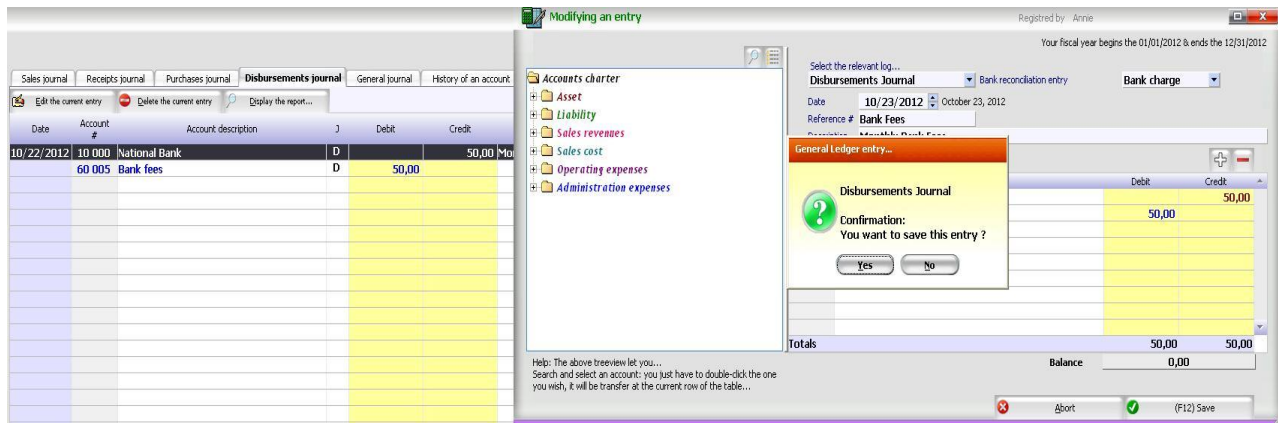 Modifying an entry
Registred by Annie
Your fiscal year begins the 01/01/2012 & ends the 12/31/2012
Sales journal Receipts journal Purchases journal Disbursements journal General journal History of an account
Edit the current entry Delete the current entry Display the report...
Date Account # Account description J Debit Credit
10/22/2012 10 000 National Bank D 50,00 Mo
60 005 Bank fees D 50,00
Accounts charter
Asset
Liability
Sales revenues
Sales cost
Operating expenses
Administration expenses
Help: The above treeview let you...
Search and select an account: you just have to double-click the one
you wish, it will be transfer at the current row of the table...
Select the relevant log...
Disbursements Journal Bank reconciliation entry Bank charge
Date 10/23/2012 October 23, 2012
Reference # Bank Fees
Description Monthly Bank Fees
General Ledger entry...
Disbursements Journal
Confirmation:
You want to save this entry ?
Yes No
Debit Credit
50,00
50,00
Totals 50,00 50,00
Balance 0,00
Abort (F12) Save